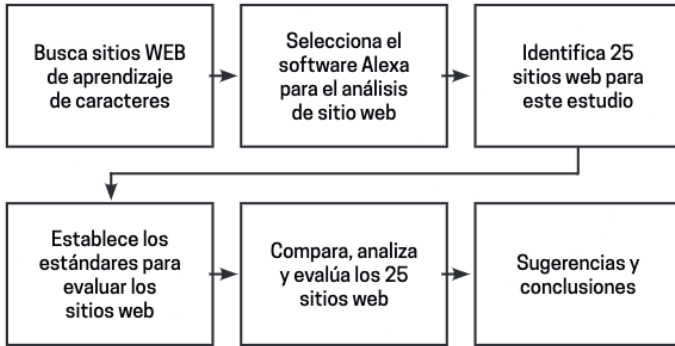 Busca sitios WEB
de aprendizaje
de caracteres
Selecciona el
software Alexa
para el análisis
de sitio web
Identifica 25
sitios web para
este estudio
Establece los
estándares para
evaluar los
sitios web
Compara, analiza
y evalúa los 25
sitios web
Sugerencias y
conclusiones